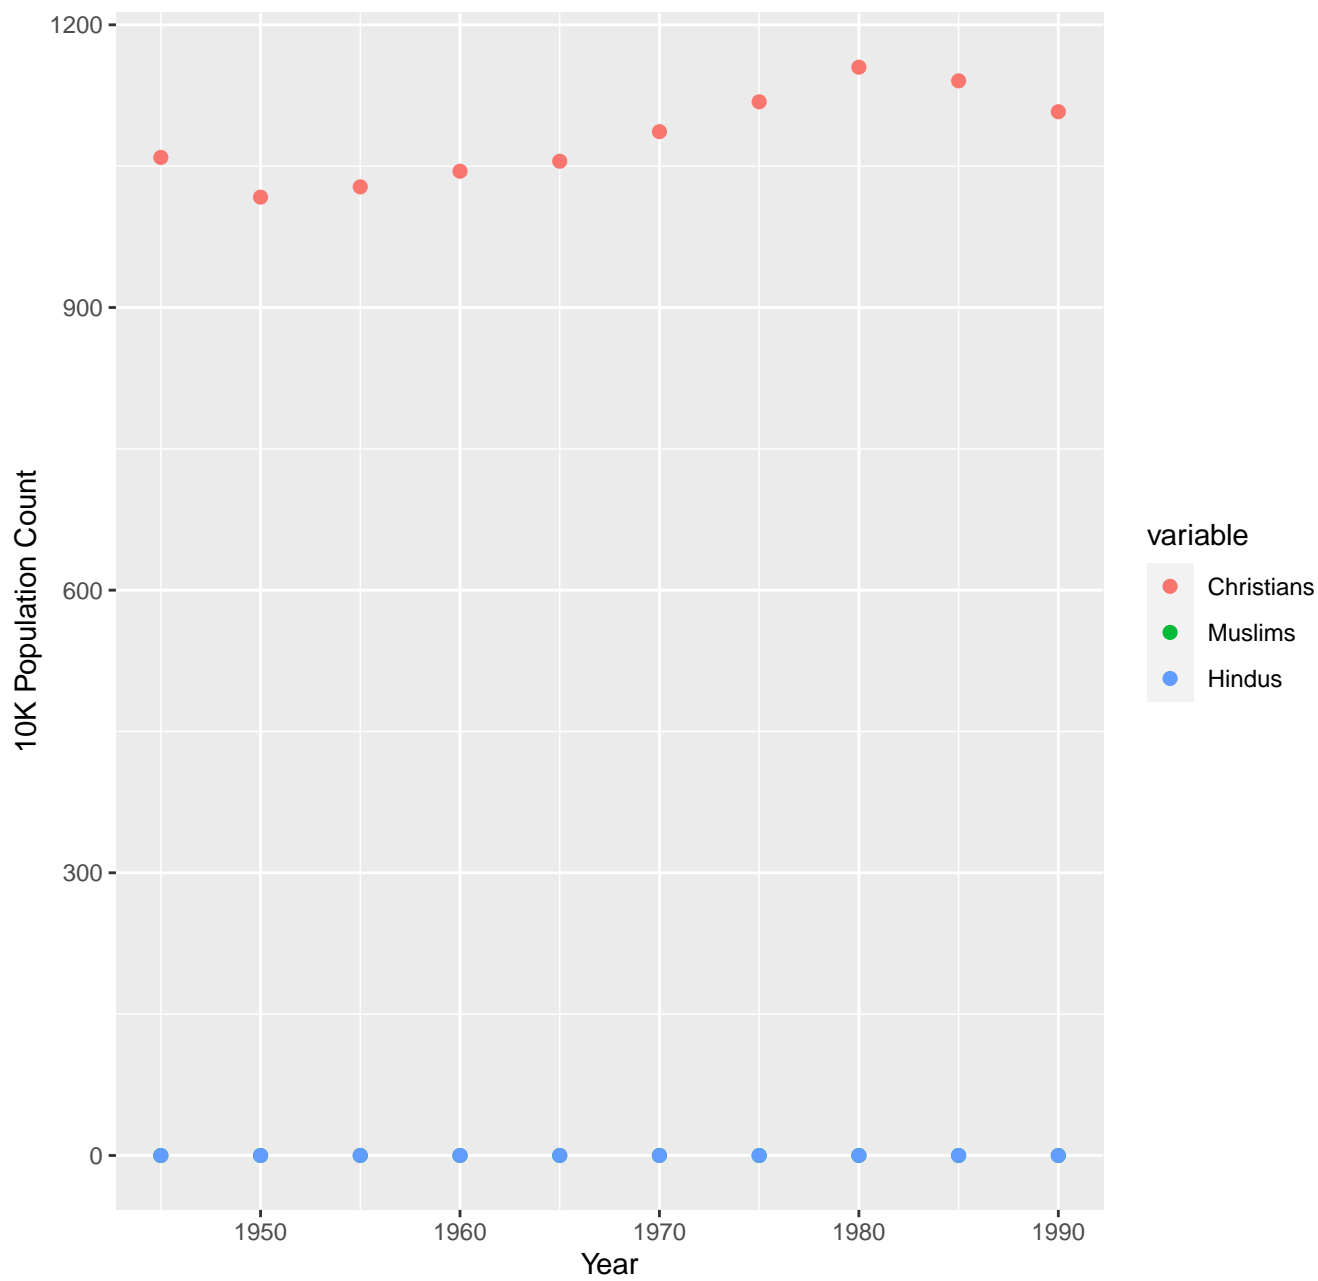 1200
900
600
300
0
10K Population Count
1950 1960 1970 1980 1990
Year
variable
Christians
Muslims
Hindus